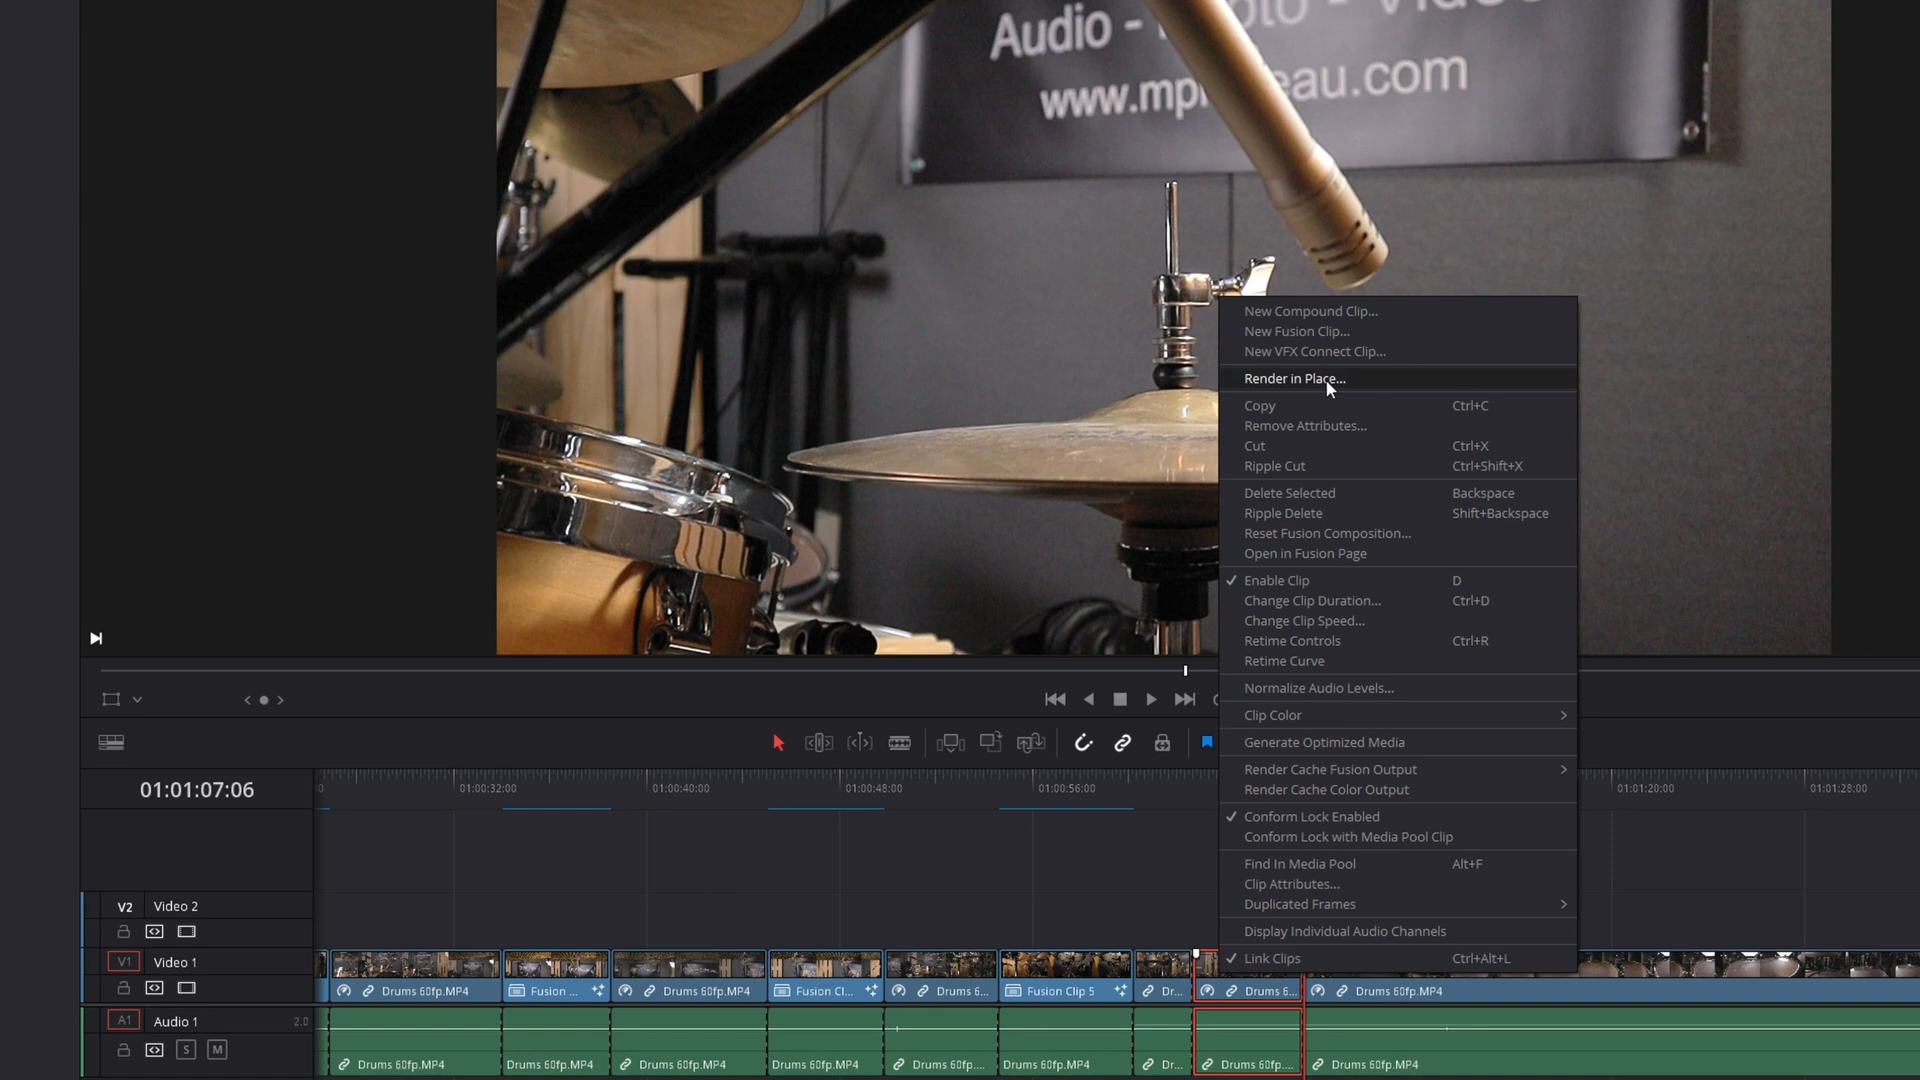 Audio - Photo - Video
www.mp eau.com
New Compound Clip...
New Fusion Clip...
New VFX Connect Clip...
Render in Place...
Copy Ctrl+C
Remove Attributes...
Cut Ctrl+X
Ripple Cut Ctrl+Shift+X
Delete Selected Backspace
Ripple Delete Shift+Backspace
Reset Fusion Composition...
Open in Fusion Page
Enable Clip D
Change Clip Duration... Ctrl+D
Change Clip Speed...
Retime Controls Ctrl+R
Retime Curve
Normalize Audio Levels...
Clip Color
Generate Optimized Media
Render Cache Fusion Output
Render Cache Color Output
Conform Lock Enabled
Conform Lock with Media Pool Clip
Find In Media Pool Alt+F
Clip Attributes...
Duplicated Frames
Display Individual Audio Channels
Link Clips Ctrl+Alt+L
01:01:07:06
0 01:00:32:00 01:00:40:00 01:00:48:00 01:00:56:00 01:01:20:00 01:01:28:00
V2 Video 2
V1 Video 1
Drums 60fp.MP4 Fusion ... Drums 60fp.MP4 Fusion Cl... Drums 6... Fusion Clip 5 Dr... Drums 6... Drums 60fp.MP4
A1 Audio 1 2.0
S M
Drums 60fp.MP4 Drums 60fp.MP4 Drums 60fp.MP4 Drums 60fp.MP4 Drums 60fp.... Drums 60fp.MP4 Dr... Drums 60fp.... Drums 60fp.MP4